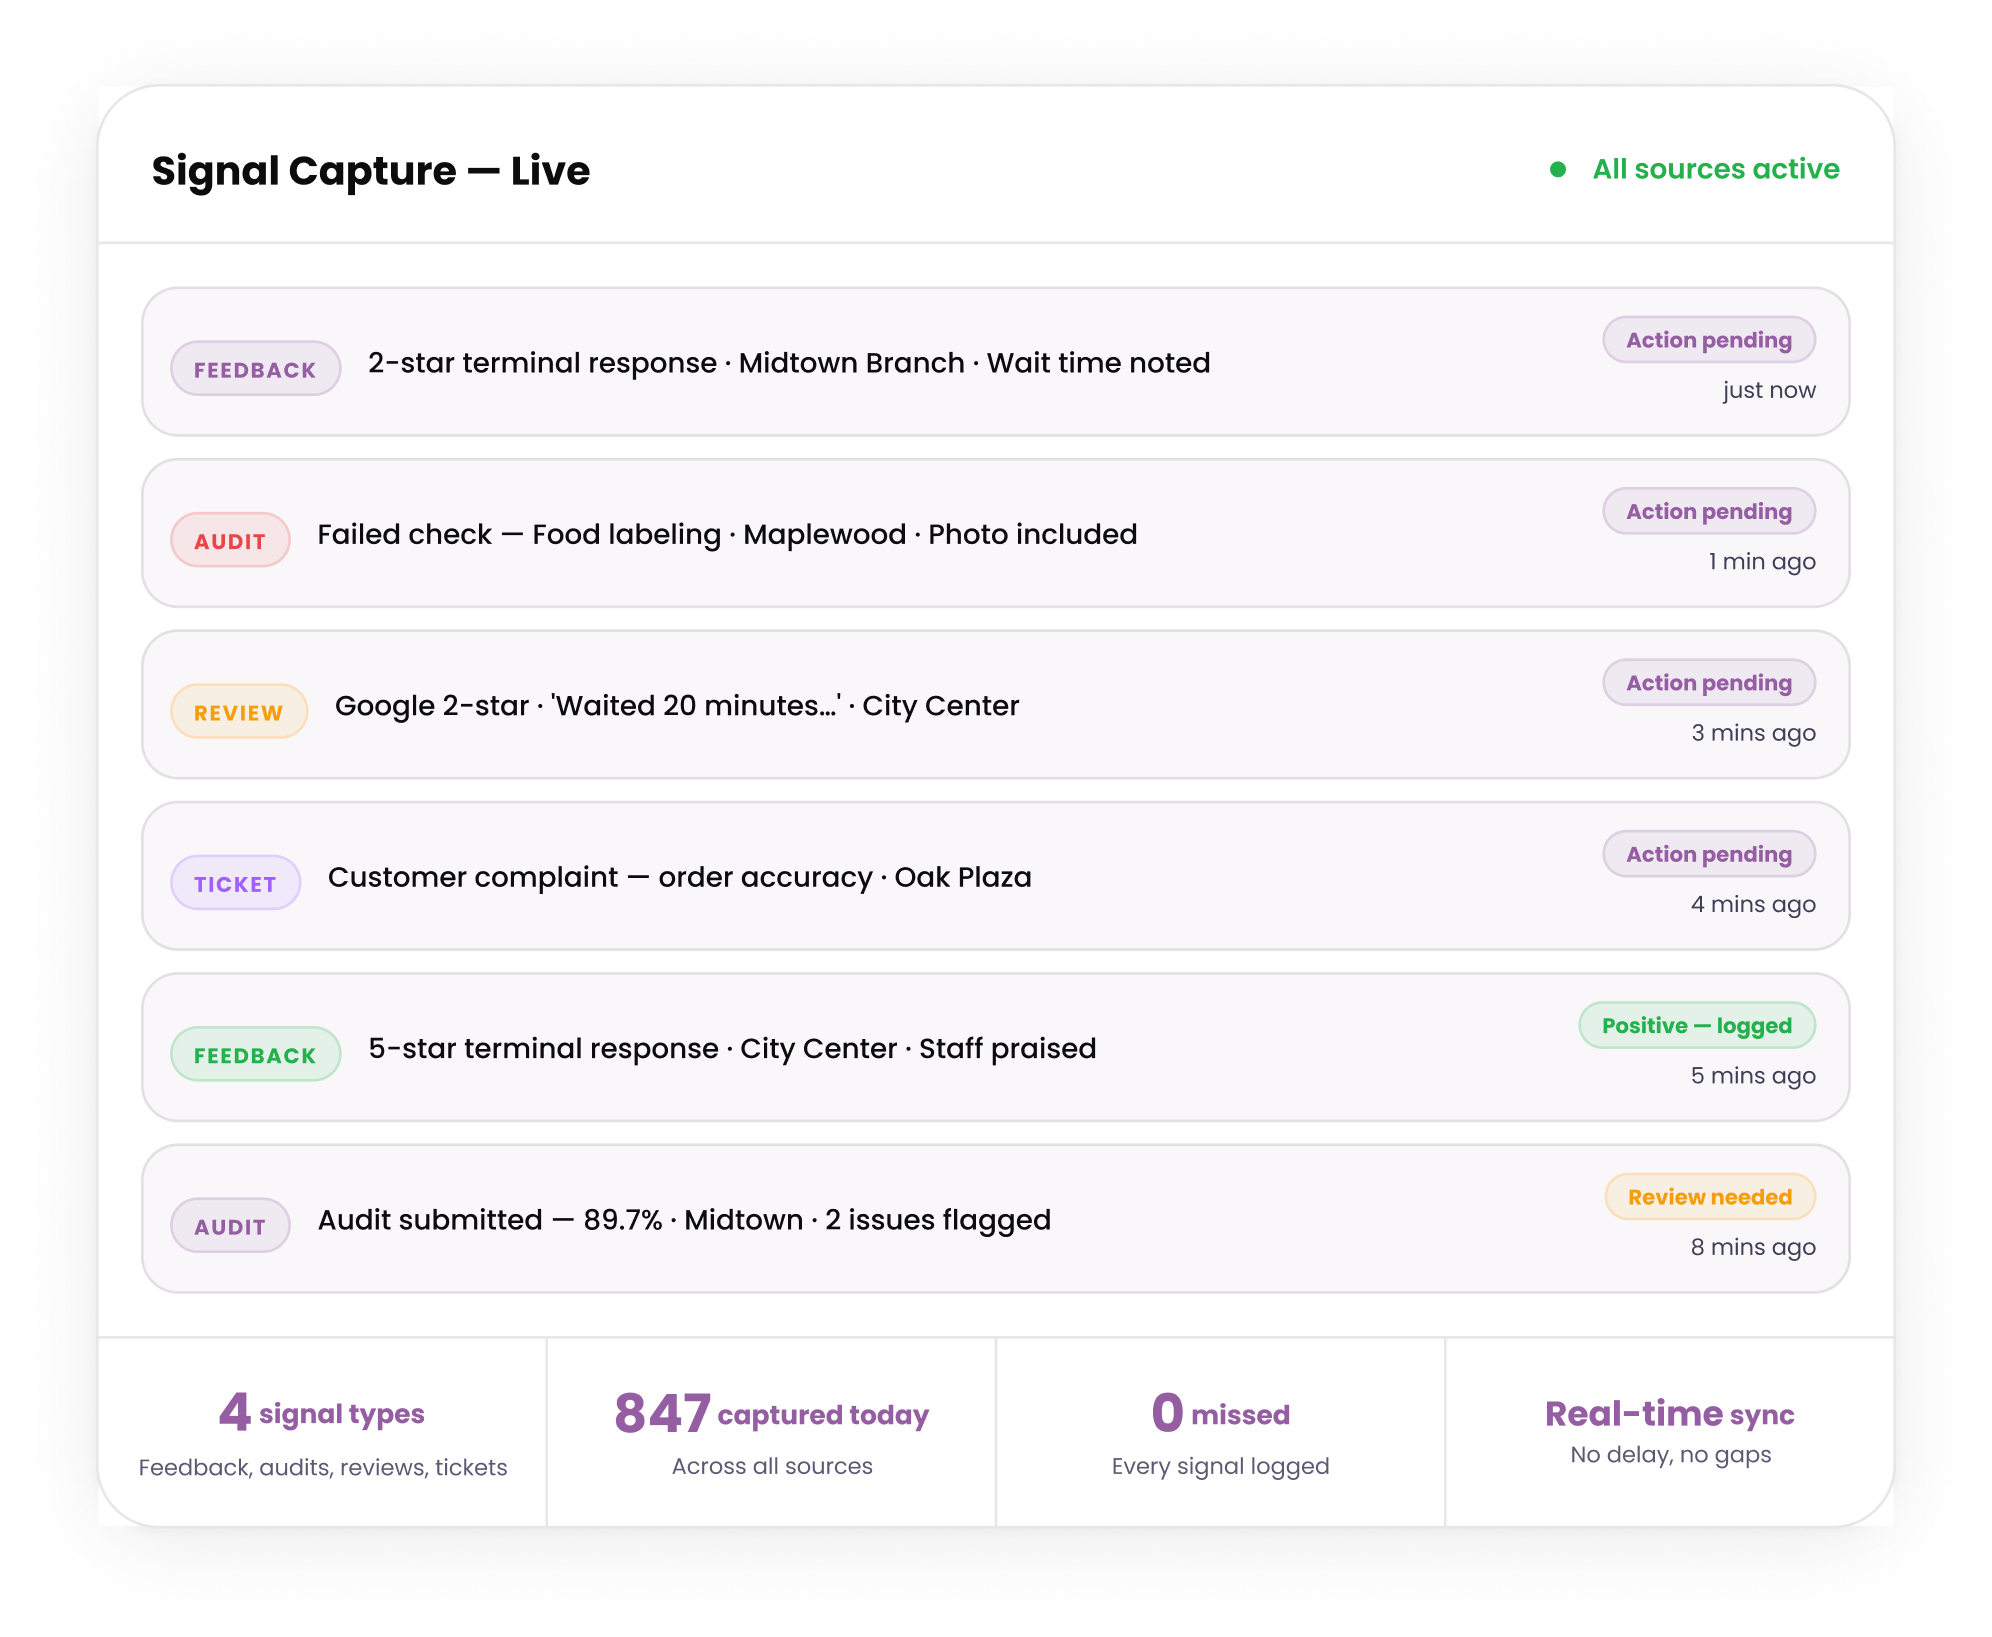 Signal Capture — Live
All sources active
FEEDBACK 2-star terminal response · Midtown Branch · Wait time noted
Action pending
just now
AUDIT Failed check — Food labeling · Maplewood · Photo included
Action pending
1 min ago
REVIEW Google 2-star · 'Waited 20 minutes...' · City Center
Action pending
3 mins ago
TICKET Customer complaint — order accuracy · Oak Plaza
Action pending
4 mins ago
FEEDBACK 5-star terminal response · City Center · Staff praised
Positive — logged
5 mins ago
AUDIT Audit submitted — 89.7% · Midtown · 2 issues flagged
Review needed
8 mins ago
4 signal types
Feedback, audits, reviews, tickets
847 captured today
Across all sources
0 missed
Every signal logged
Real-time sync
No delay, no gaps